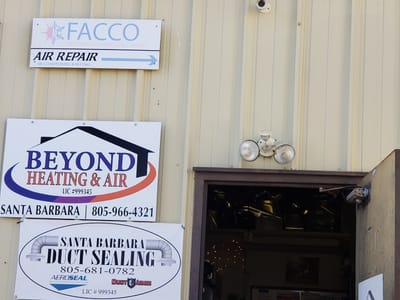 FACCO
AIR REPAIR
BEYOND
HEATING & AIR
LIC #999345
SANTA BARBARA | 805-966-4321
SANTA BARBARA
DUCT SEALING
805-681-0782
AEROSEAL
LIC # 999345